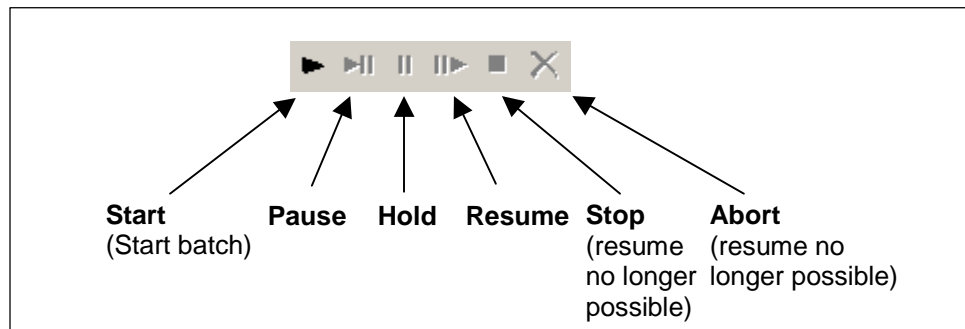 Start Pause Hold Resume Stop Abort
(Start batch) (resume (resume no
no longer longer possible)
possible)